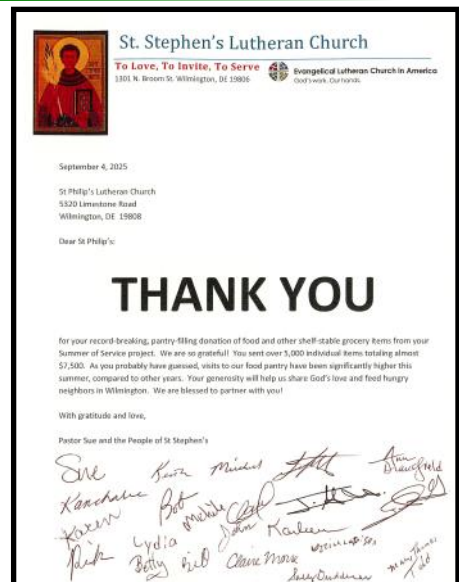 St. Stephen's Lutheran Church
To Love, To Invite, To Serve
1301 N. Broom St. Wilmington, DE 19806
Evangelical Lutheran Church in America
God's work. Our hands.
September 4, 2025
St Philip's Lutheran Church
5320 Limestone Road
Wilmington, DE 19808
Dear St Philip's:
THANK YOU
for your record-breaking, pantry-filling donation of food and other shelf-stable grocery items from your
Summer of Service project. We are so grateful! You sent over 5,000 individual items totaling almost
$7,500. As you probably have guessed, visits to our food pantry have been significantly higher this
summer, compared to other years. Your generosity will help us share God's love and feed hungry
neighbors in Wilmington. We are blessed to partner with you!
With gratitude and love,
Pastor Sue and the People of St Stephen's
Sue Keith Michael Ann
Kanchalee Bob Michele
Karen Lydia John Karleen
Rick Betty Bill Claire Morse
Sally